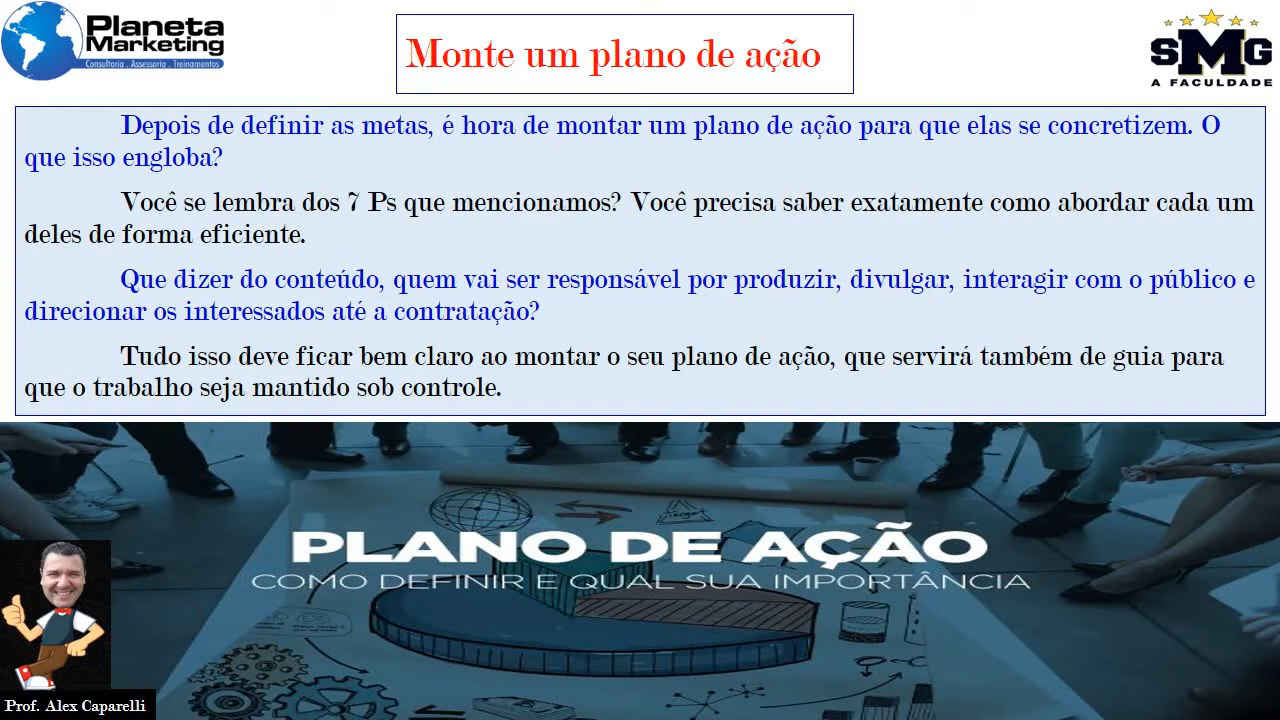 Planeta
Marketing
Consultoria . Assessoria . Treinamentos
Monte um plano de ação
SMG
A FACULDADE
Depois de definir as metas, é hora de montar um plano de ação para que elas se concretizem. O
que isso engloba?
Você se lembra dos 7 Ps que mencionamos? Você precisa saber exatamente como abordar cada um
deles de forma eficiente.
Que dizer do conteúdo, quem vai ser responsável por produzir, divulgar, interagir com o público e
direcionar os interessados até a contratação?
Tudo isso deve ficar bem claro ao montar o seu plano de ação, que servirá também de guia para
que o trabalho seja mantido sob controle.
PLANO DE AÇÃO
COMO DEFINIR E QUAL SUA IMPORTÂNCIA
Prof. Alex Caparelli